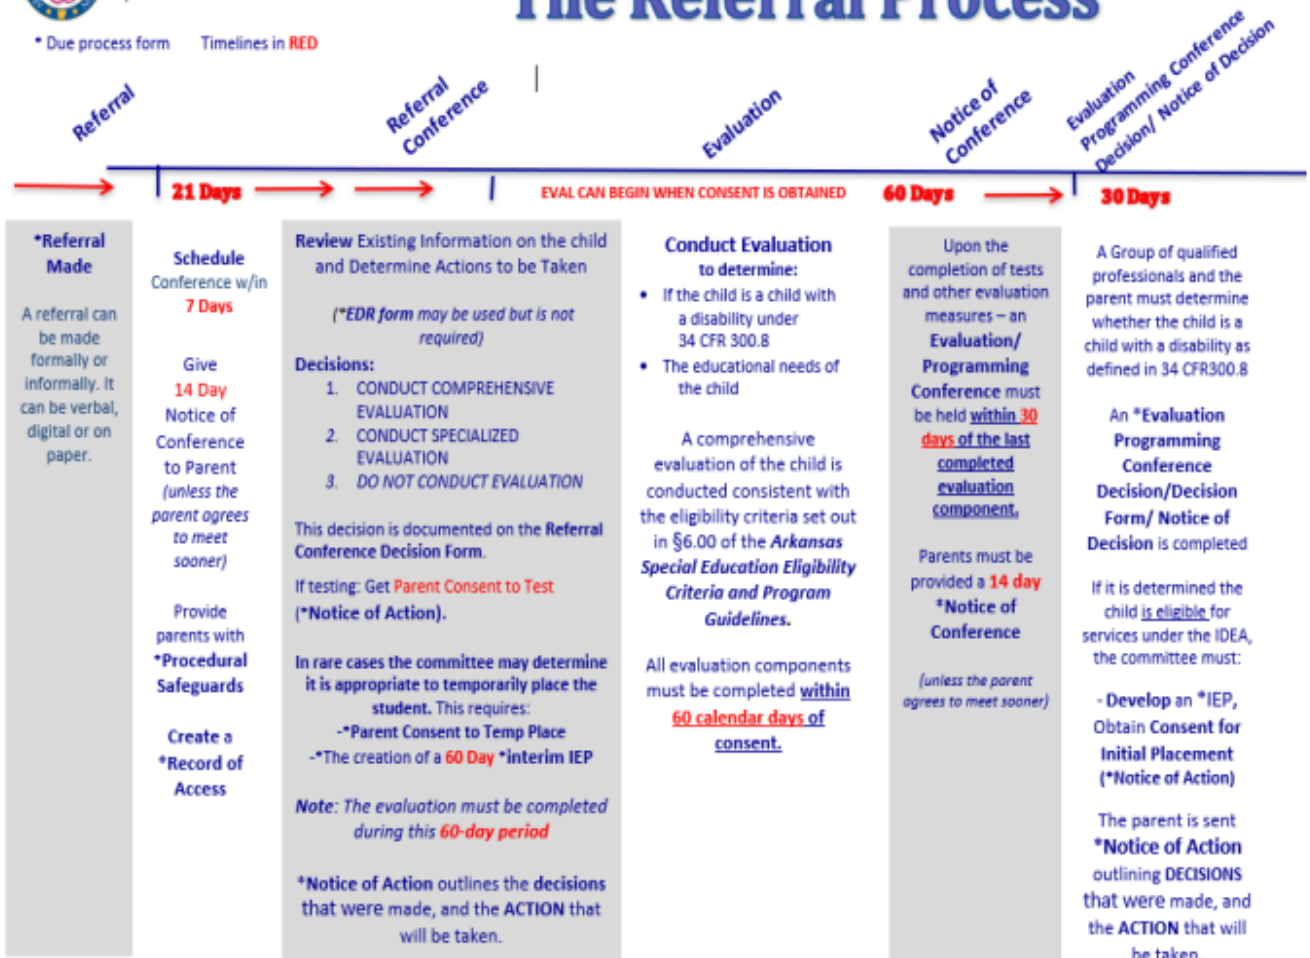 The Referral Process
* Due process form    Timelines in RED
Referral
Referral
Conference
Evaluation
Notice of
Conference
Evaluation
Programming Conference
Decision/ Notice of Decision
21 Days
EVAL CAN BEGIN WHEN CONSENT IS OBTAINED
60 Days
30 Days
*Referral
Made
A referral can
be made
formally or
informally. It
can be verbal,
digital or on
paper.
Schedule
Conference w/in
7 Days
Give
14 Day
Notice of
Conference
to Parent
(unless the
parent agrees
to meet
sooner)
Provide
parents with
*Procedural
Safeguards
Create a
*Record of
Access
Review Existing Information on the child
and Determine Actions to be Taken
(*EDR form may be used but is not
required)
Decisions:
1. CONDUCT COMPREHENSIVE
EVALUATION
2. CONDUCT SPECIALIZED
EVALUATION
3. DO NOT CONDUCT EVALUATION
This decision is documented on the Referral
Conference Decision Form.
If testing: Get Parent Consent to Test
(*Notice of Action).
In rare cases the committee may determine
it is appropriate to temporarily place the
student. This requires:
-*Parent Consent to Temp Place
-*The creation of a 60 Day *interim IEP
Note: The evaluation must be completed
during this 60-day period
*Notice of Action outlines the decisions
that were made, and the ACTION that
will be taken.
Conduct Evaluation
to determine:
• If the child is a child with
a disability under
34 CFR 300.8
• The educational needs of
the child
A comprehensive
evaluation of the child is
conducted consistent with
the eligibility criteria set out
in §6.00 of the Arkansas
Special Education Eligibility
Criteria and Program
Guidelines.
All evaluation components
must be completed within
60 calendar days of
consent.
Upon the
completion of tests
and other evaluation
measures – an
Evaluation/
Programming
Conference must
be held within 30
days of the last
completed
evaluation
component.
Parents must be
provided a 14 day
*Notice of
Conference
(unless the parent
agrees to meet sooner)
A Group of qualified
professionals and the
parent must determine
whether the child is a
child with a disability as
defined in 34 CFR300.8
An *Evaluation
Programming
Conference
Decision/Decision
Form/ Notice of
Decision is completed
If it is determined the
child is eligible for
services under the IDEA,
the committee must:
- Develop an *IEP,
Obtain Consent for
Initial Placement
(*Notice of Action)
The parent is sent
*Notice of Action
outlining DECISIONS
that were made, and
the ACTION that will
be taken